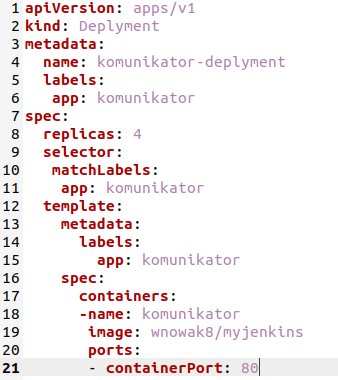 1 apiVersion: apps/v1
2 kind: Deplyment
3 metadata:
4   name: komunikator-deplyment
5   labels:
6    app: komunikator
7 spec:
8   replicas: 4
9   selector:
10    matchLabels:
11     app: komunikator
12   template:
13     metadata:
14       labels:
15         app: komunikator
16     spec:
17       containers:
18       -name: komunikator
19        image: wnowak8/myjenkins
20        ports:
21        - containerPort: 80